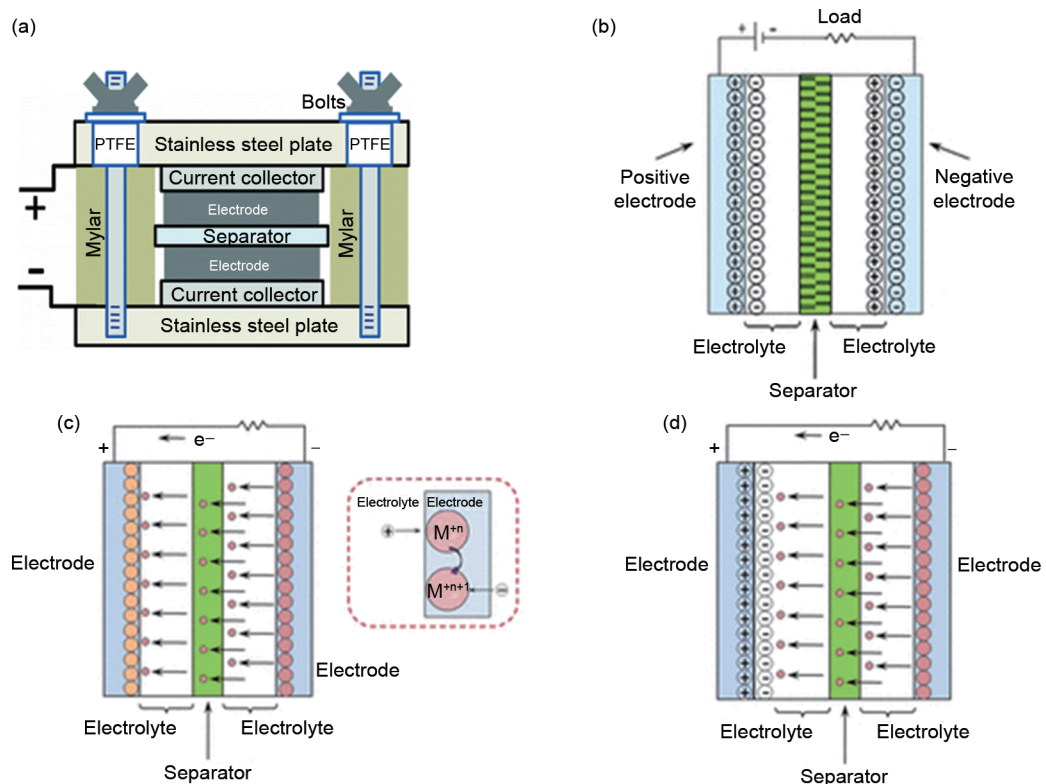 (a)
Bolts
PTFE
Stainless steel plate
PTFE
Current collector
Electrode
Separator
Electrode
Current collector
Stainless steel plate
Mylar
Mylar
+
-
(b)
Load
+ -
Positive
electrode
Negative
electrode
Electrolyte
Electrolyte
Separator
(c)
e–
+
–
Electrode
Electrode
Electrolyte
Electrolyte
Separator
Electrolyte
Electrode
M+n
M+n+1
(d)
e–
+
–
Electrode
Electrode
Electrolyte
Electrolyte
Separator